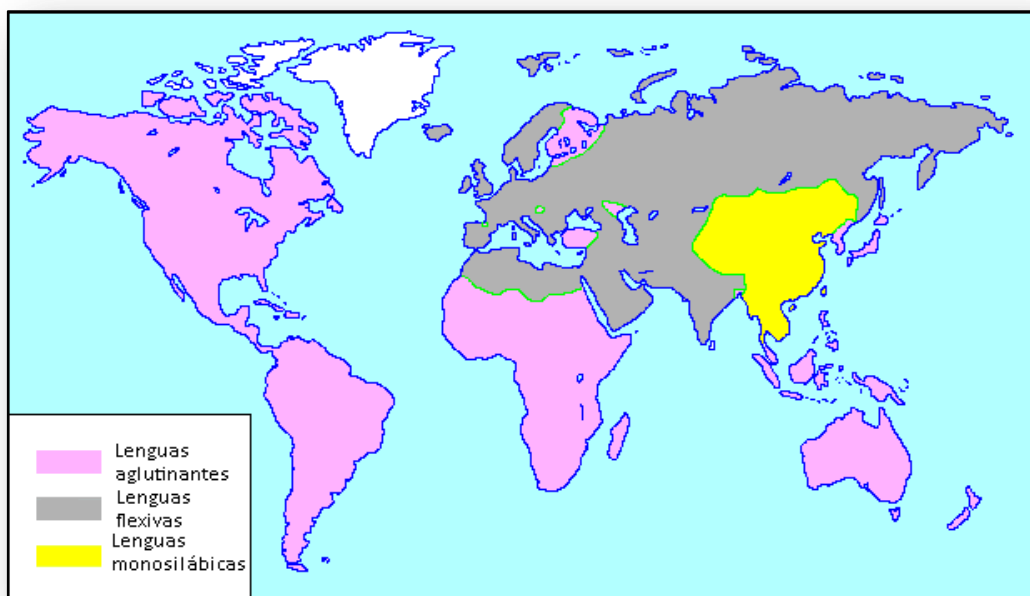 Lenguas
aglutinantes
Lenguas
flexivas
Lenguas
monosilábicas